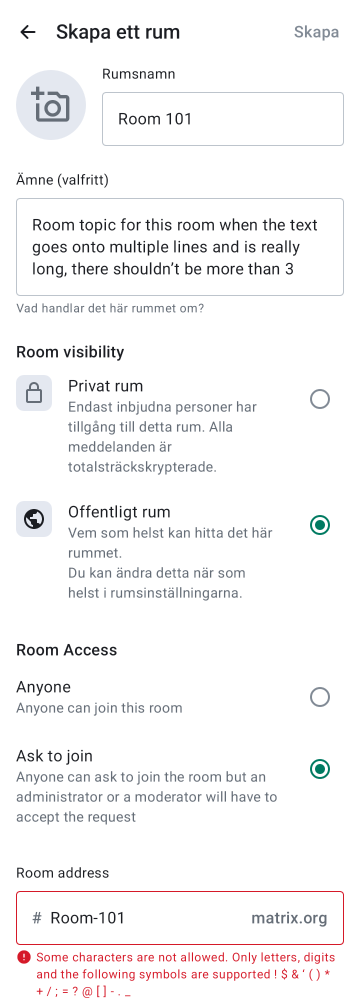 Skapa ett rum
Skapa
Rumsnamn
Room 101
Ämne (valfritt)
Room topic for this room when the text
goes onto multiple lines and is really
long, there shouldn’t be more than 3
Vad handlar det här rummet om?
Room visibility
Privat rum
Endast inbjudna personer har
tillgång till detta rum. Alla
meddelanden är
totalsträckskrypterade.
Offentligt rum
Vem som helst kan hitta det här
rummet.
Du kan ändra detta när som
helst i rumsinställningarna.
Room Access
Anyone
Anyone can join this room
Ask to join
Anyone can ask to join the room but an
administrator or a moderator will have to
accept the request
Room address
# Room-101 matrix.org
Some characters are not allowed. Only letters, digits
and the following symbols are supported ! $ & ‘ ( ) *
+ / ; = ? @ [ ] - . _